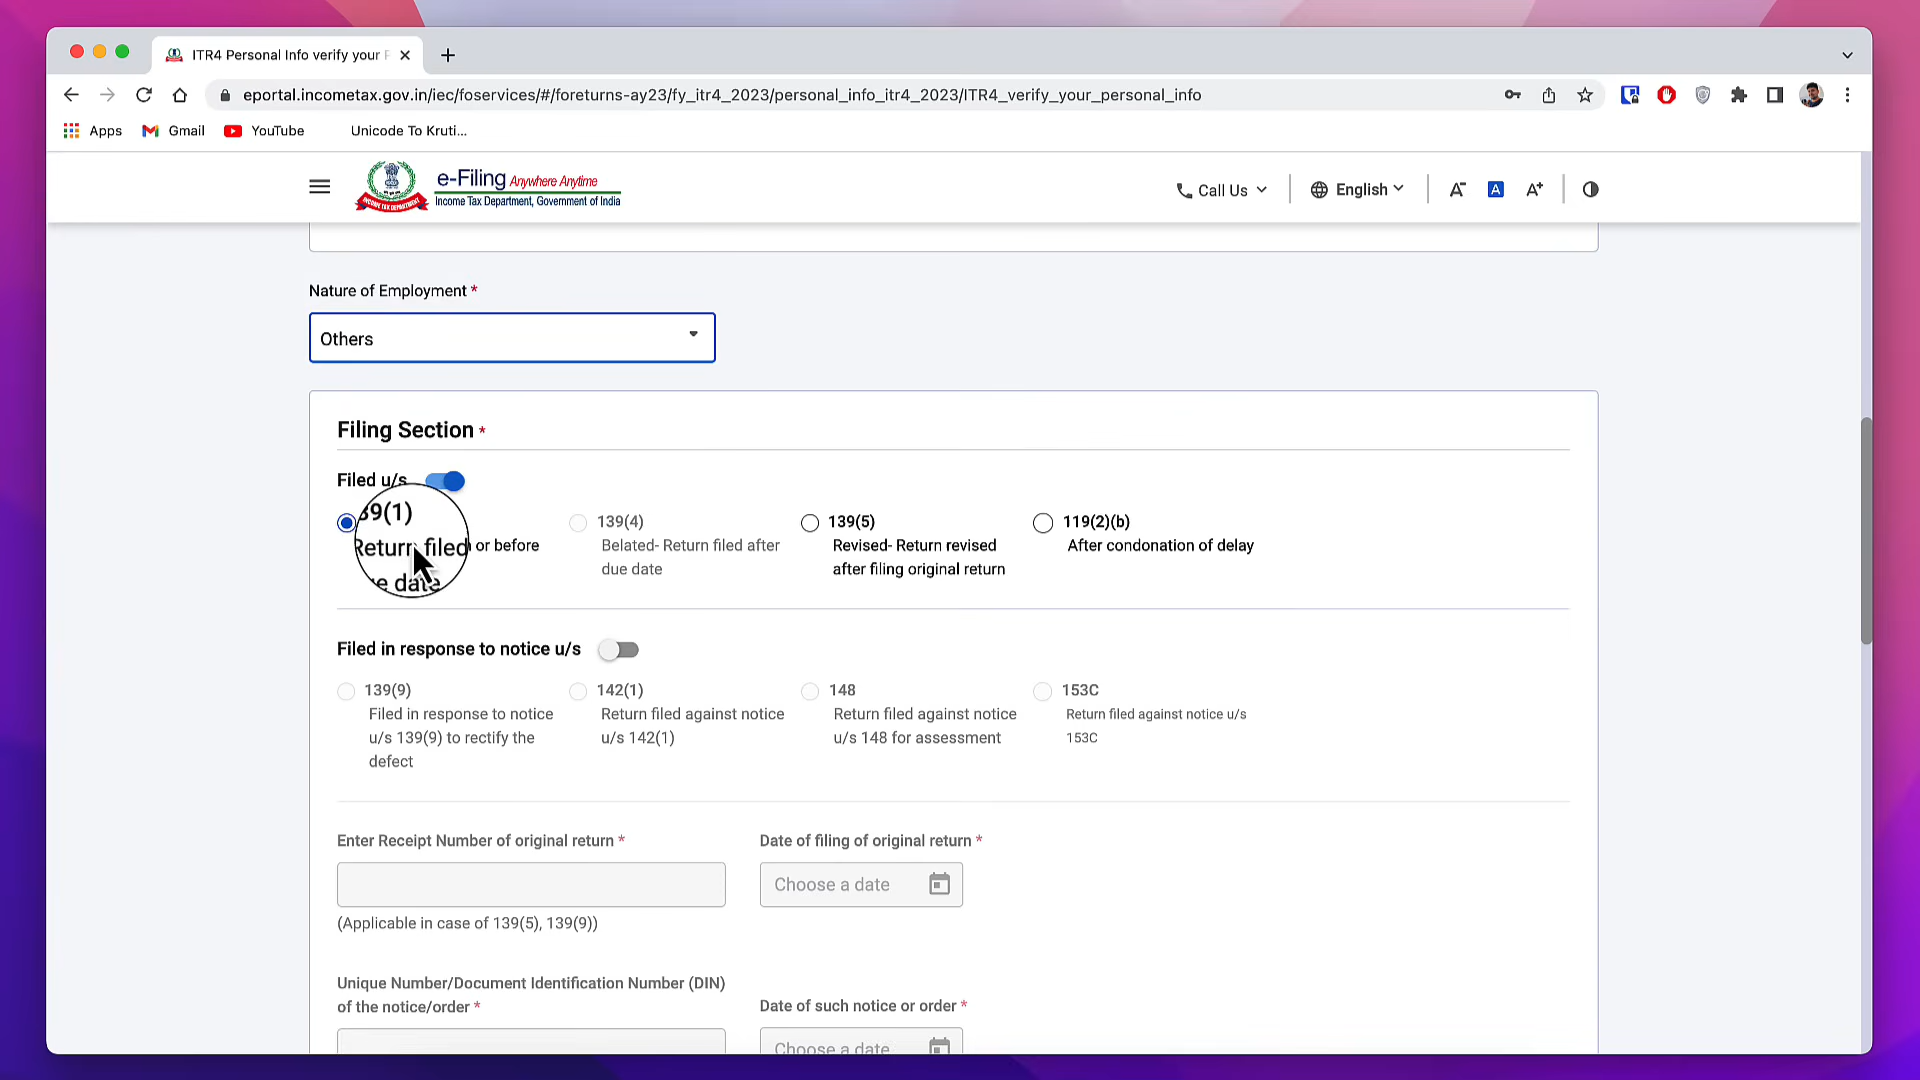 ITR4 Personal Info verify your
eportal.incometax.gov.in/iec/foservices/#/foreturns-ay23/fy_itr4_2023/personal_info_itr4_2023/ITR4_verify_your_personal_info
Apps Gmail YouTube Unicode To Kruti...
e-Filing Anywhere Anytime
Income Tax Department, Government of India
INCOME TAX DEPARTMENT
Call Us English A- A A+
Nature of Employment *
Others
Filing Section *
Filed u/s
39(1) 139(4) 139(5) 119(2)(b)
Return filed or before Belated- Return filed after Revised- Return revised After condonation of delay
date due date after filing original return
Filed in response to notice u/s
139(9) 142(1) 148 153C
Filed in response to notice Return filed against notice Return filed against notice Return filed against notice u/s
u/s 139(9) to rectify the u/s 142(1) u/s 148 for assessment 153C
defect
Enter Receipt Number of original return * Date of filing of original return *
Choose a date
(Applicable in case of 139(5), 139(9))
Unique Number/Document Identification Number (DIN)
of the notice/order * Date of such notice or order *
Choose a date